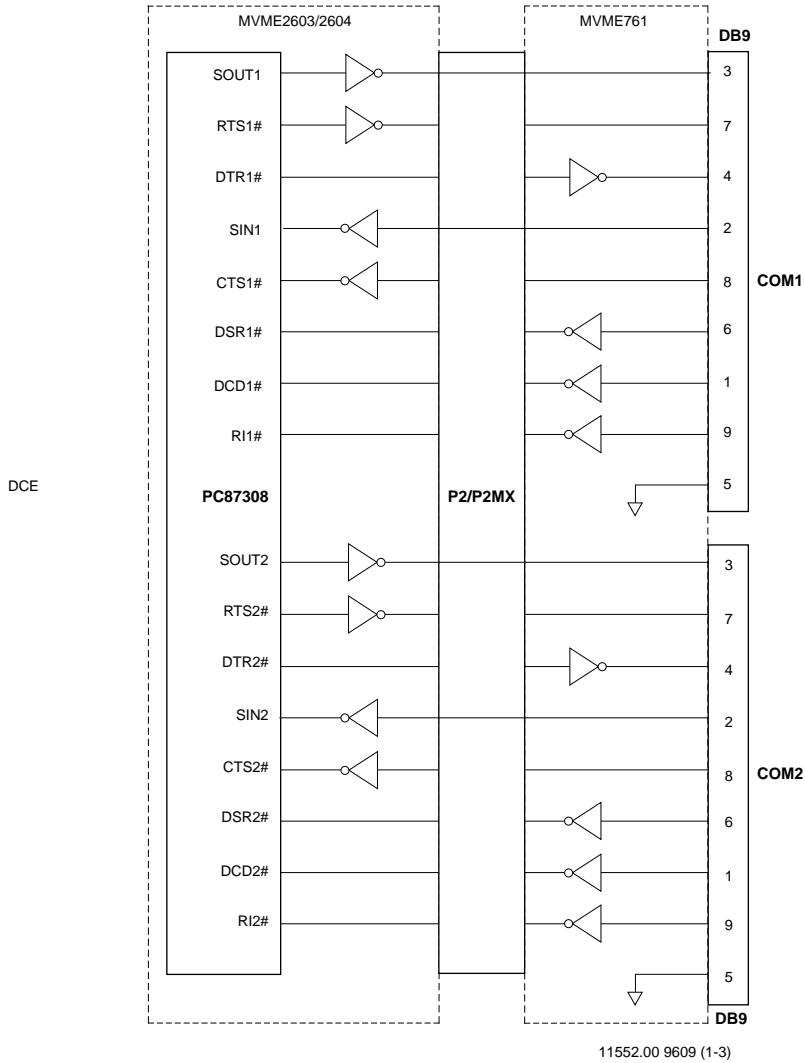 MVME2603/2604
MVME761
DB9
SOUT1
3
RTS1#
7
DTR1#
4
SIN1
2
CTS1#
8
COM1
DSR1#
6
DCD1#
1
RI1#
9
DCE
PC87308
P2/P2MX
5
SOUT2
3
RTS2#
7
DTR2#
4
SIN2
2
CTS2#
8
COM2
DSR2#
6
DCD2#
1
RI2#
9
5
DB9
11552.00 9609 (1-3)